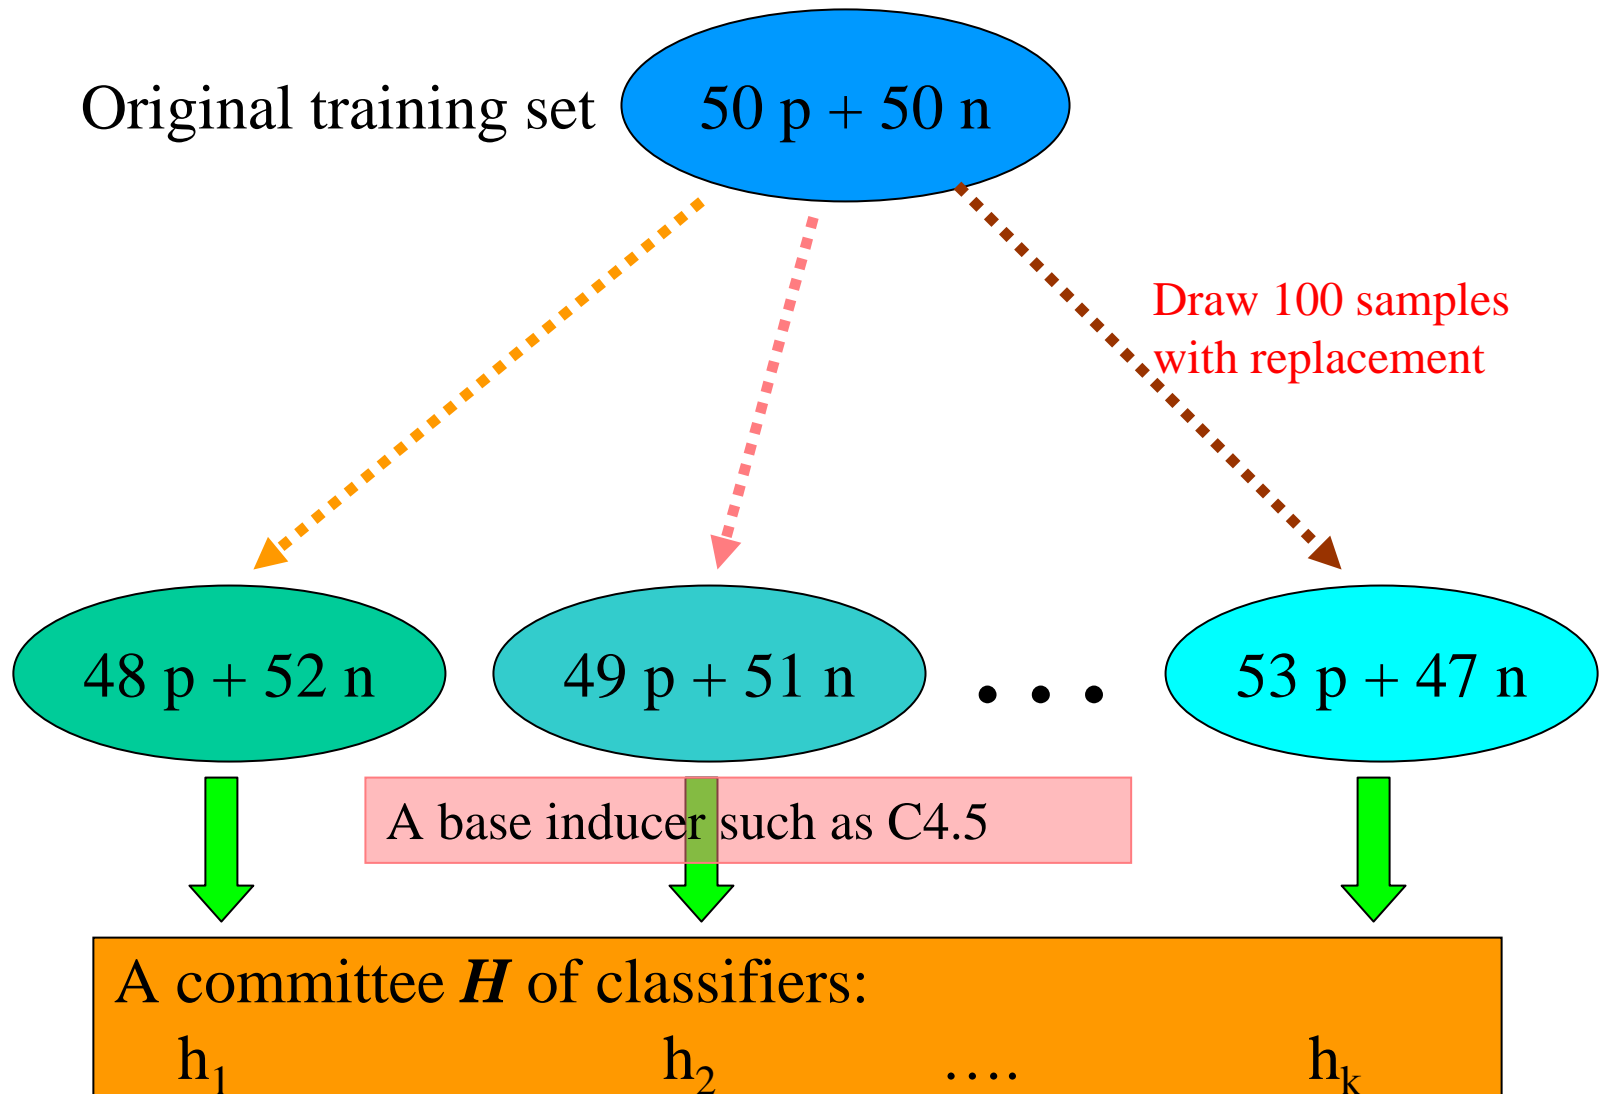 Original training set
50 p + 50 n
Draw 100 samples
with replacement
48 p + 52 n
49 p + 51 n
• • •
53 p + 47 n
A base inducer such as C4.5
A committee H of classifiers:
h₁ h₂ …. hₖ